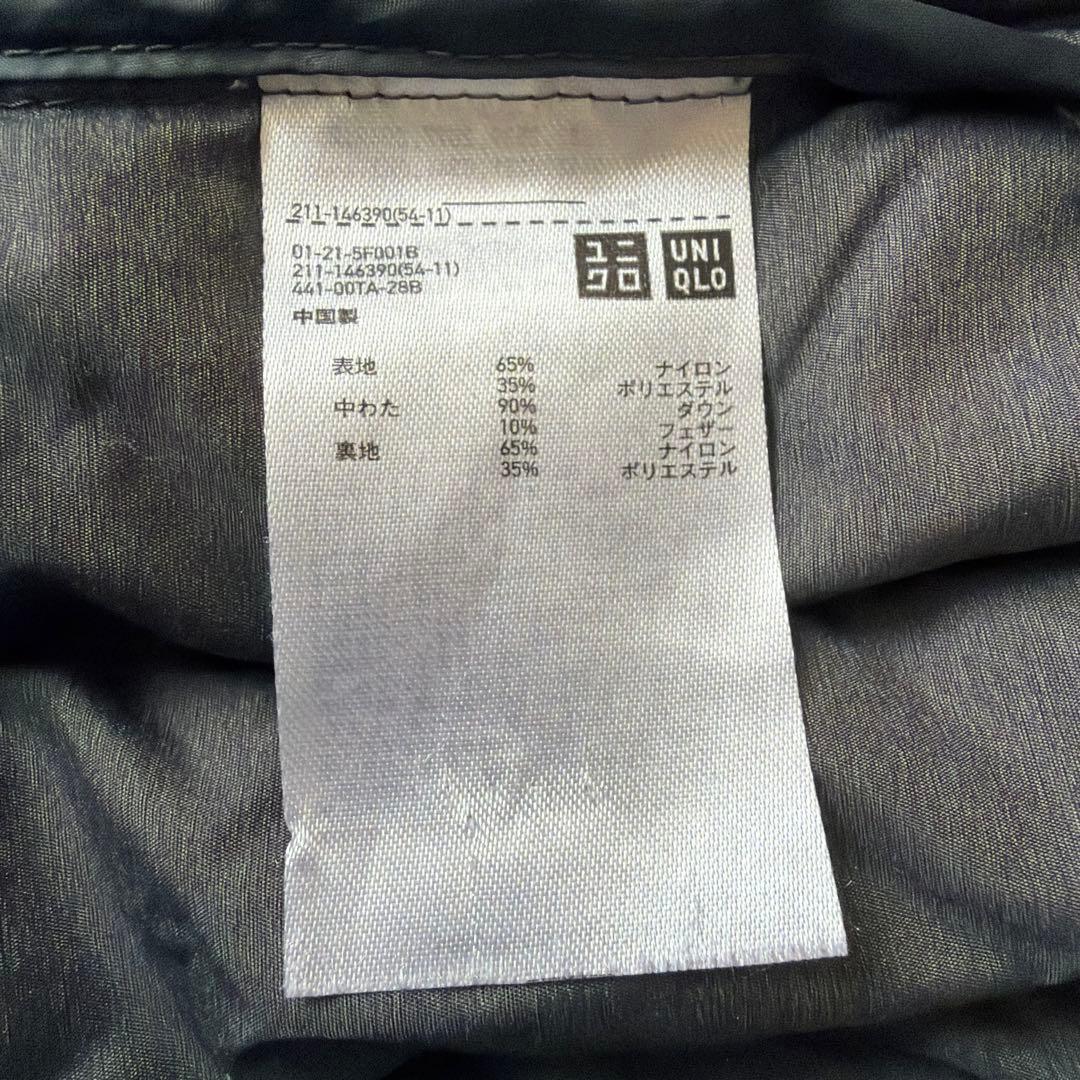 211-146390(54-11)
01-21-5F001B
211-146390(54-11)
441-00TA-28B
中国製
ユニ
クロ
UNI
QLO
表地 65% ナイロン
35% ポリエステル
中わた 90% ダウン
10% フェザー
裏地 65% ナイロン
35% ポリエステル